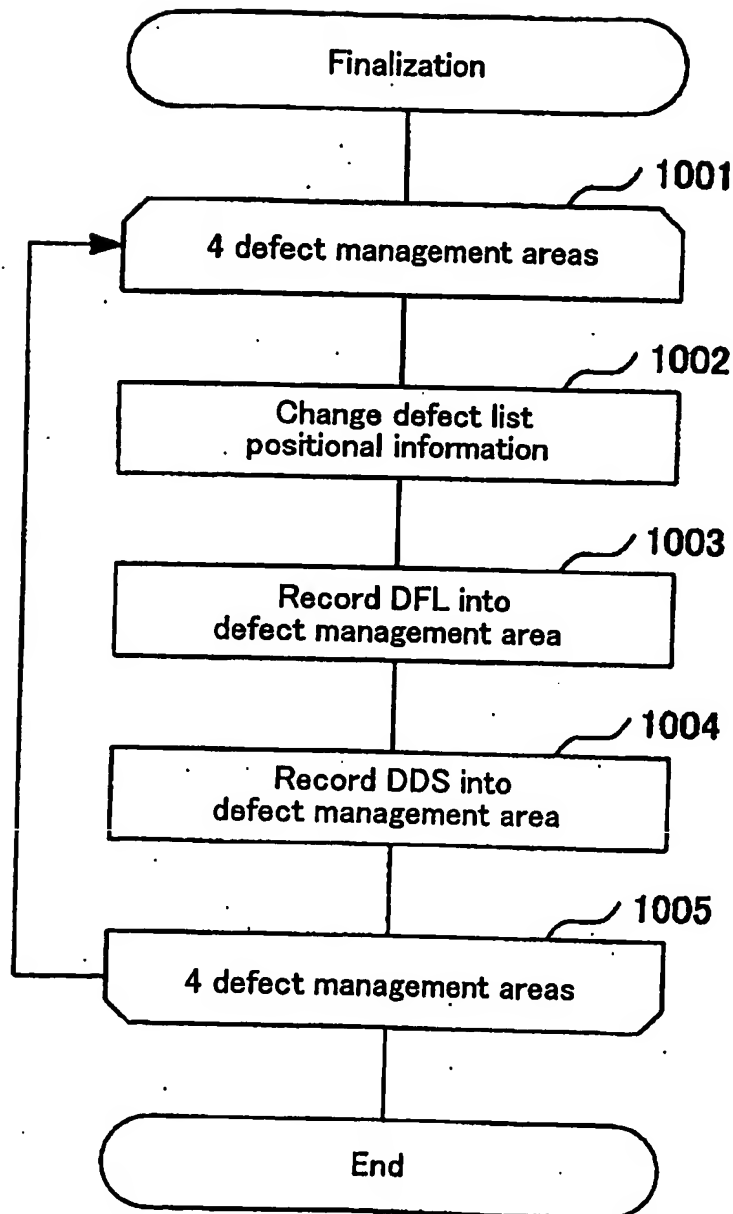 Finalization
1001
4 defect management areas
1002
Change defect list
positional information
1003
Record DFL into
defect management area
1004
Record DDS into
defect management area
1005
4 defect management areas
End